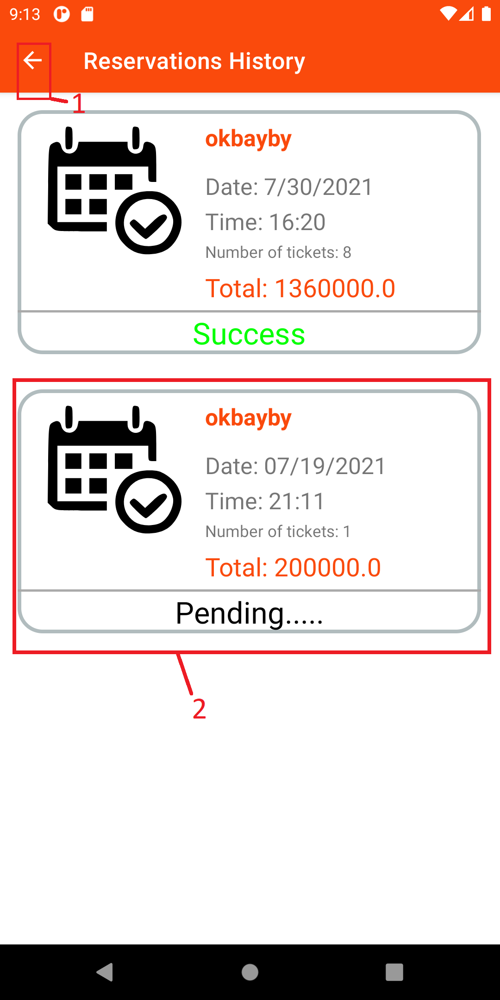 9:13
Reservations History
1
okbayby
Date: 7/30/2021
Time: 16:20
Number of tickets: 8
Total: 1360000.0
Success
okbayby
Date: 07/19/2021
Time: 21:11
Number of tickets: 1
Total: 200000.0
Pending.....
2